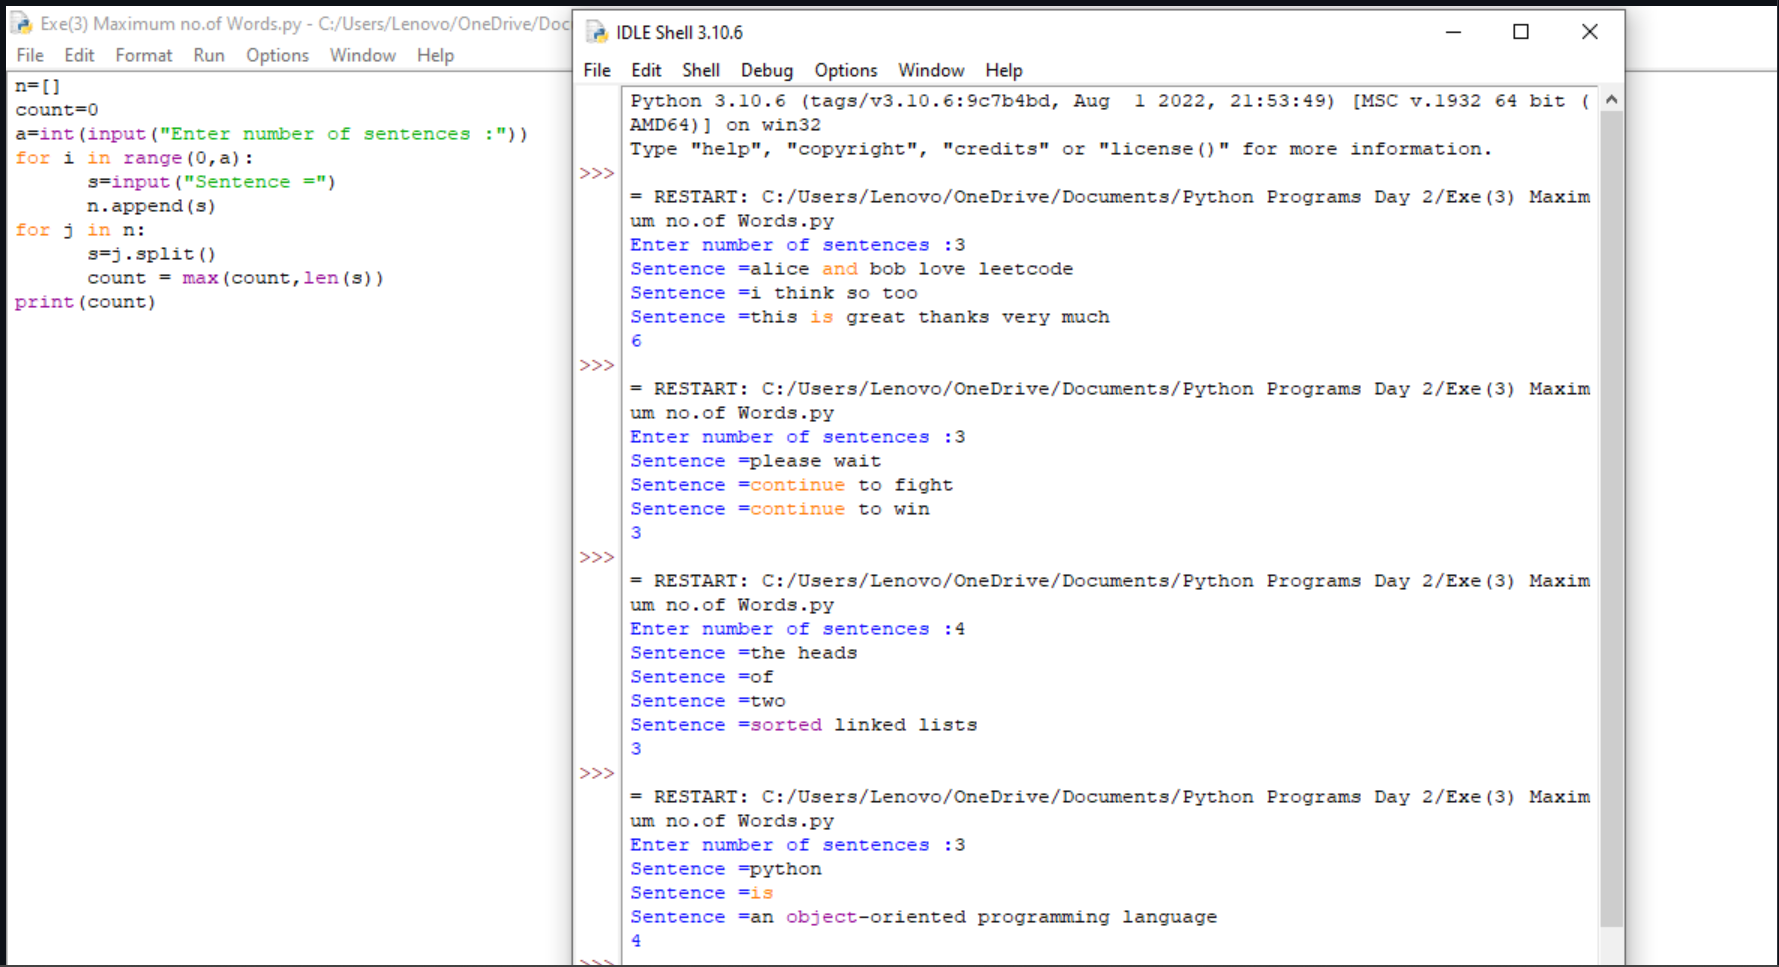 Exe(3) Maximum no.of Words.py - C:/Users/Lenovo/OneDrive/Doc
File Edit Format Run Options Window Help
n=[]
count=0
a=int(input("Enter number of sentences :"))
for i in range(0,a):
      s=input("Sentence =")
      n.append(s)
for j in n:
      s=j.split()
      count = max(count,len(s))
print(count)
IDLE Shell 3.10.6
File Edit Shell Debug Options Window Help
Python 3.10.6 (tags/v3.10.6:9c7b4bd, Aug  1 2022, 21:53:49) [MSC v.1932 64 bit (
AMD64)] on win32
Type "help", "copyright", "credits" or "license()" for more information.
>>>
= RESTART: C:/Users/Lenovo/OneDrive/Documents/Python Programs Day 2/Exe(3) Maxim
um no.of Words.py
Enter number of sentences :3
Sentence =alice and bob love leetcode
Sentence =i think so too
Sentence =this is great thanks very much
6
>>>
= RESTART: C:/Users/Lenovo/OneDrive/Documents/Python Programs Day 2/Exe(3) Maxim
um no.of Words.py
Enter number of sentences :3
Sentence =please wait
Sentence =continue to fight
Sentence =continue to win
3
>>>
= RESTART: C:/Users/Lenovo/OneDrive/Documents/Python Programs Day 2/Exe(3) Maxim
um no.of Words.py
Enter number of sentences :4
Sentence =the heads
Sentence =of
Sentence =two
Sentence =sorted linked lists
3
>>>
= RESTART: C:/Users/Lenovo/OneDrive/Documents/Python Programs Day 2/Exe(3) Maxim
um no.of Words.py
Enter number of sentences :3
Sentence =python
Sentence =is
Sentence =an object-oriented programming language
4
>>>